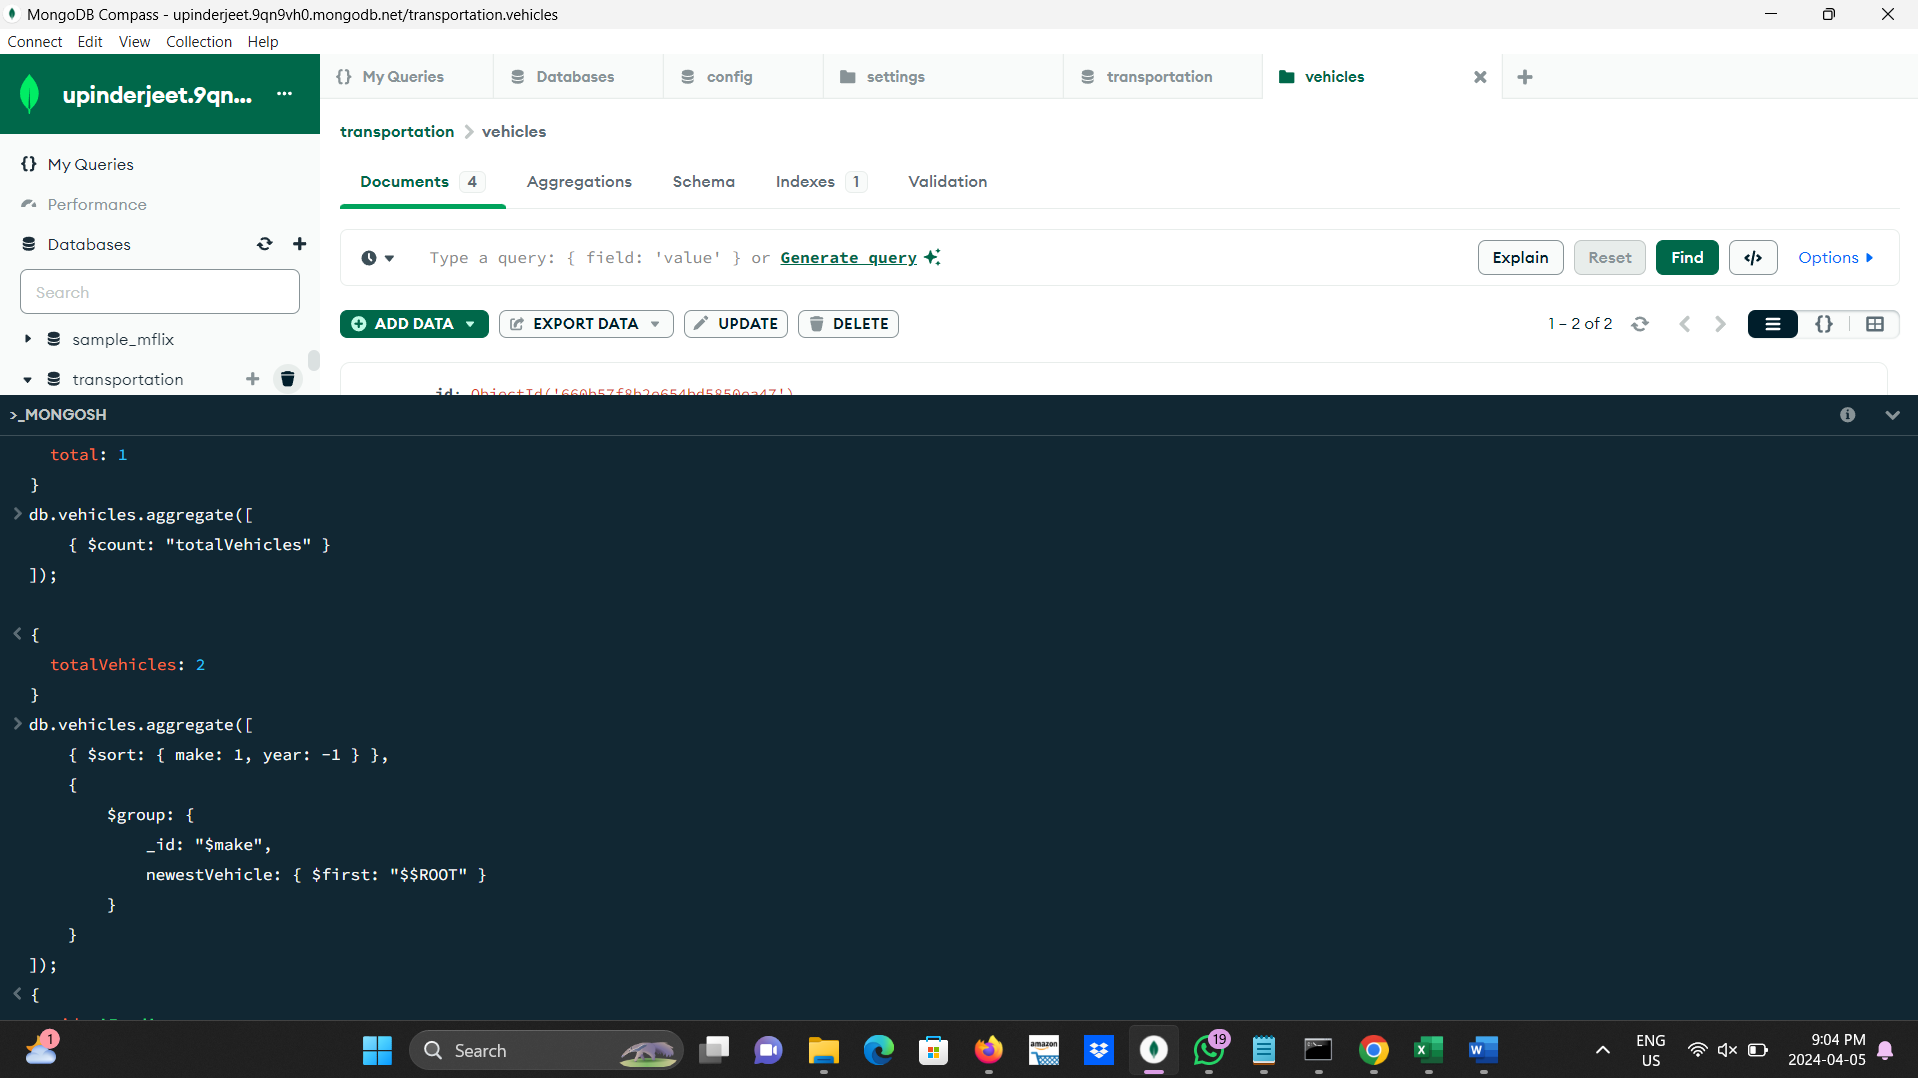 MongoDB Compass - upinderjeet.9qn9vh0.mongodb.net/transportation.vehicles
Connect Edit View Collection Help
upinderjeet.9qn... ...
{} My Queries
Databases
config
settings
transportation
vehicles
transportation > vehicles
My Queries
Performance
Databases
Search
sample_mflix
transportation
Documents 4
Aggregations
Schema
Indexes 1
Validation
Type a query: { field: 'value' } or Generate query
Explain
Reset
Find
</>
Options
ADD DATA
EXPORT DATA
UPDATE
DELETE
1 – 2 of 2
{}
>_MONGOSH
total: 1
}
> db.vehicles.aggregate([
{ $count: "totalVehicles" }
]);
< {
totalVehicles: 2
}
> db.vehicles.aggregate([
{ $sort: { make: 1, year: -1 } },
{
$group: {
_id: "$make",
newestVehicle: { $first: "$$ROOT" }
}
}
]);
< {
1
Search
amazon
19
ENG
US
9:04 PM
2024-04-05